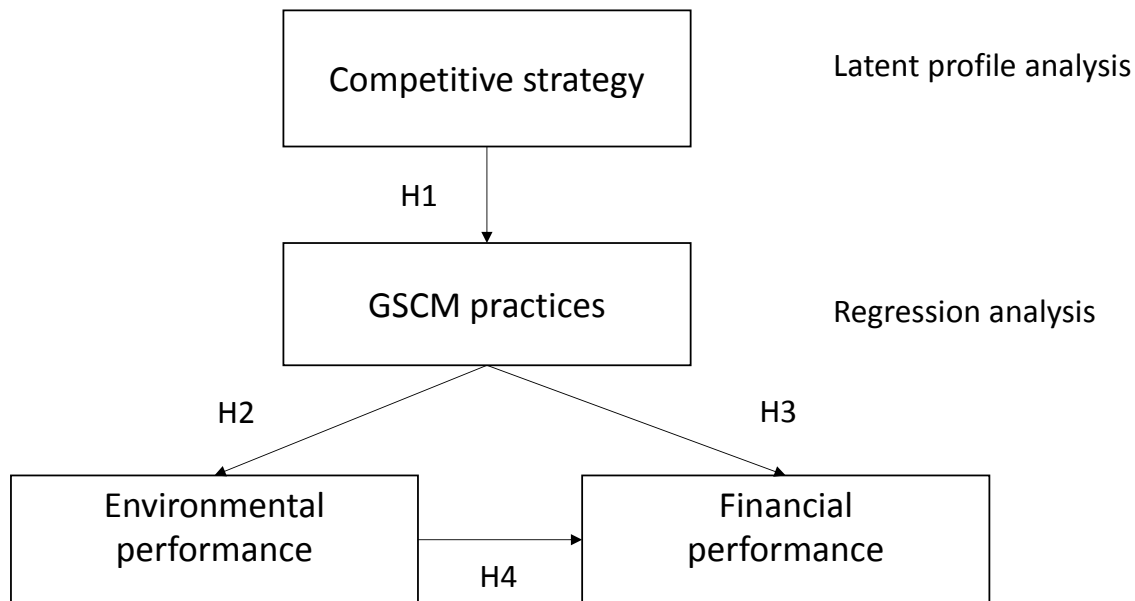 Competitive strategy
Latent profile analysis
H1
GSCM practices
Regression analysis
H2
H3
Environmental
performance
Financial
performance
H4